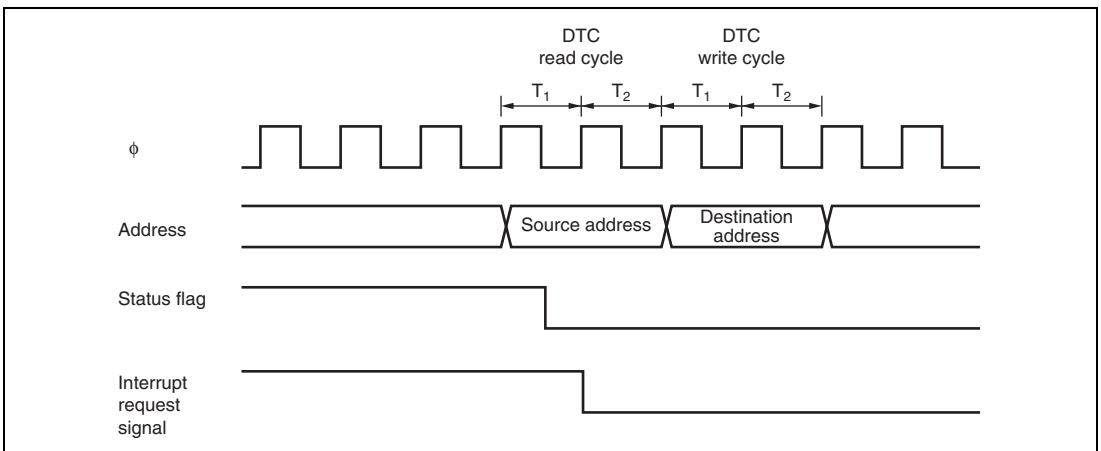 DTC
read cycle
DTC
write cycle
T1
T2
T1
T2
ϕ
Address
Source address
Destination
address
Status flag
Interrupt
request
signal